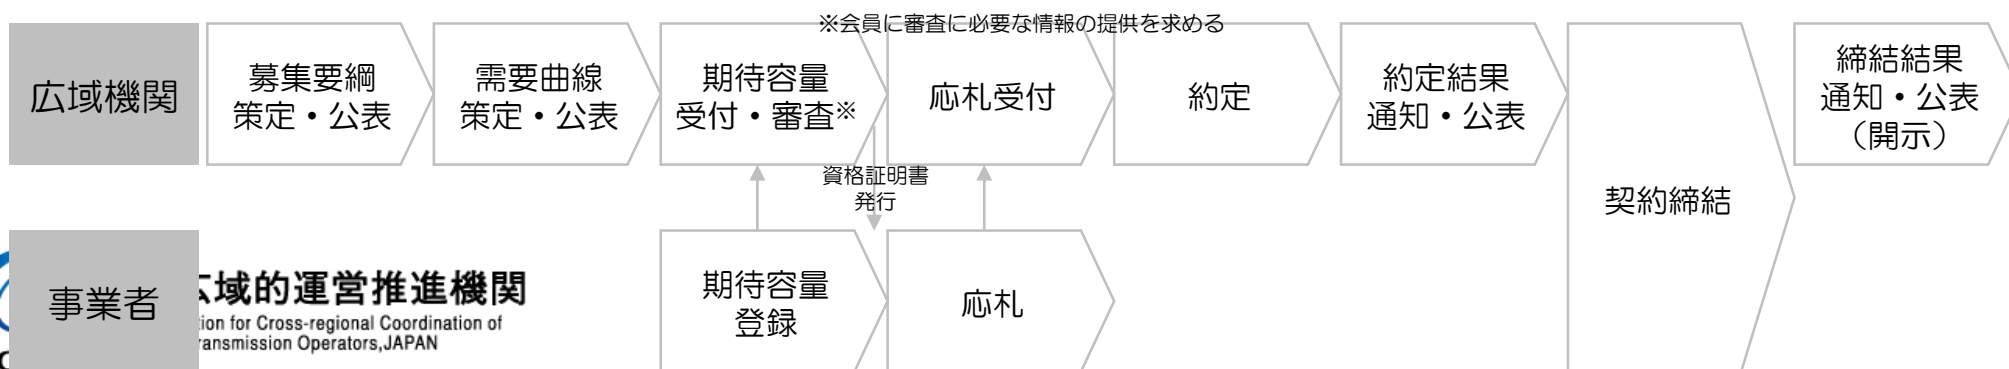 ※会員に審査に必要な情報の提供を求める
広域機関
募集要綱
策定・公表
需要曲線
策定・公表
期待容量
受付・審査※
応札受付
約定
約定結果
通知・公表
契約締結
締結結果
通知・公表
（開示）
資格証明書
発行
事業者
期待容量
登録
応札
域的運営推進機関
ion for Cross-regional Coordination of
ansmission Operators,JAPAN